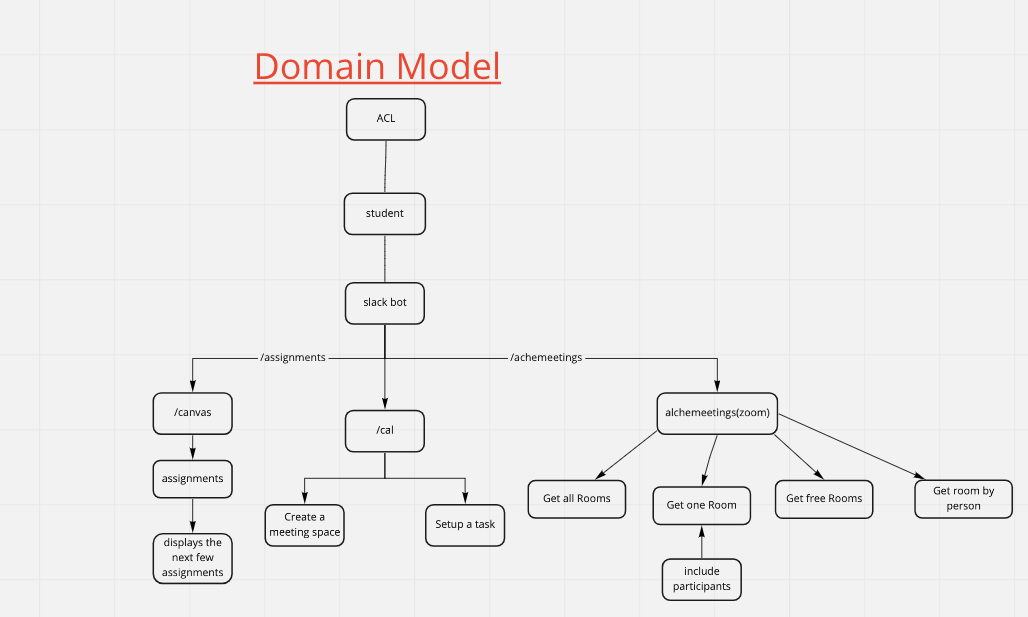 Domain Model
ACL
student
slack bot
/assignments
/achemeetings
/canvas
/cal
alchemeetings(zoom)
assignments
Get all Rooms
Get one Room
Get free Rooms
Get room by
person
Create a
meeting space
Setup a task
displays the
next few
assignments
include
participants